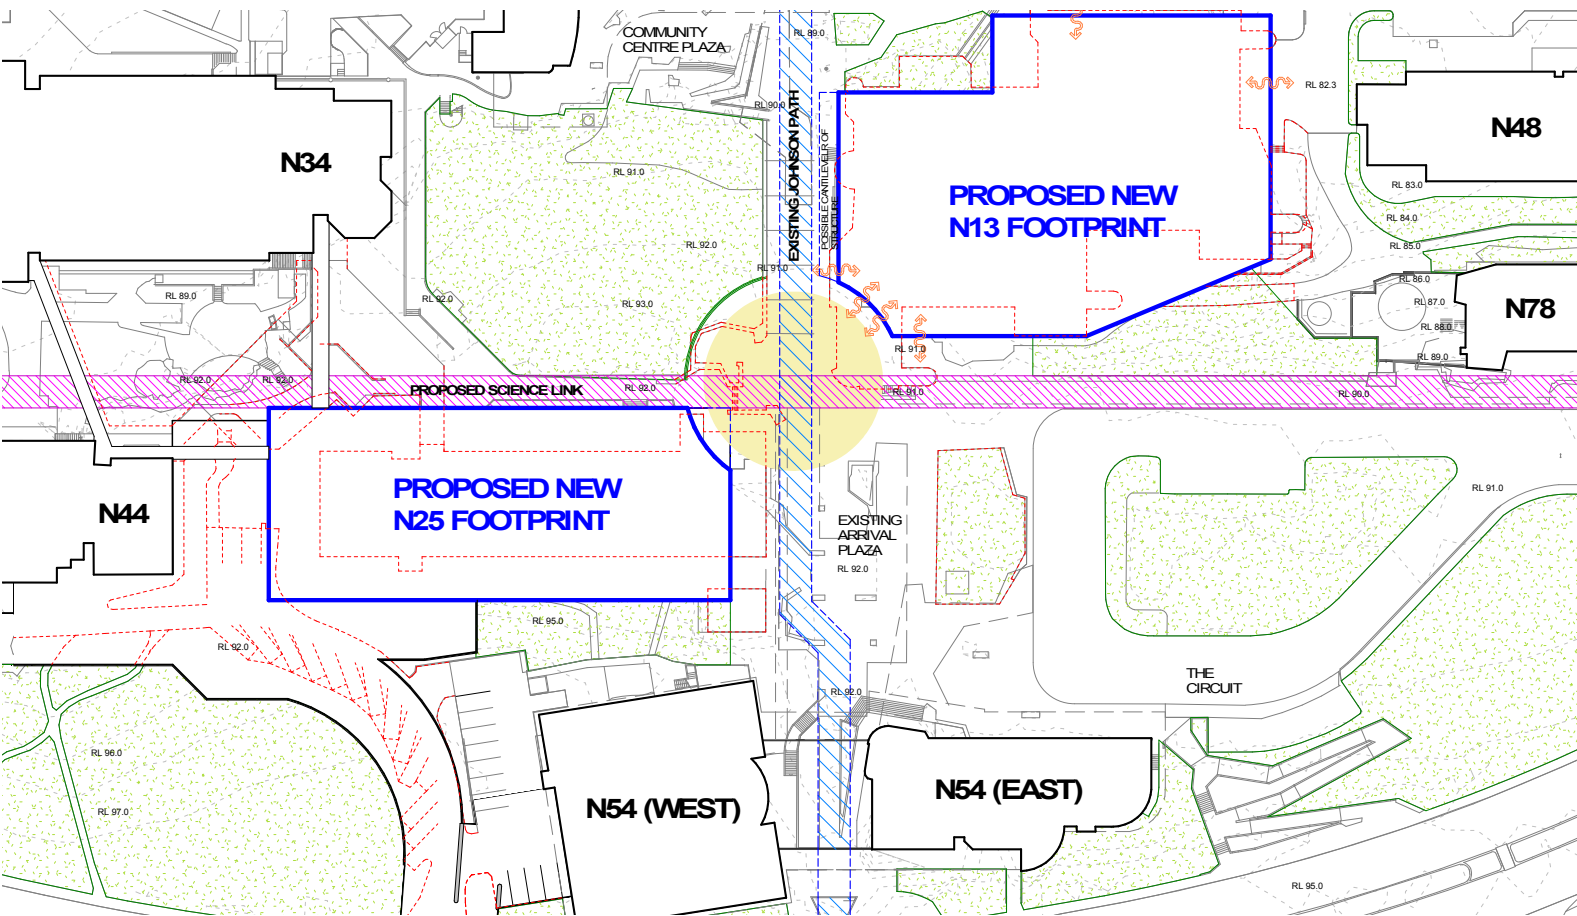 COMMUNITY
CENTRE PLAZA
RL 89.0
RL 82.3
N48
RL 90.0
EXISTING JOHNSON PATH
POSSIBLE CANTILEVER OF
STRUCTURE
N34
RL 91.0
PROPOSED NEW
N13 FOOTPRINT
RL 83.0
RL 84.0
RL 85.0
RL 92.0
RL 91.0
RL 86.0
RL 89.0
RL 92.0
RL 93.0
RL 87.0
N78
RL 88.0
RL 91.0
RL 89.0
RL 92.0
RL 92.0
PROPOSED SCIENCE LINK
RL 92.0
RL 91.0
RL 90.0
PROPOSED NEW
N25 FOOTPRINT
RL 91.0
N44
EXISTING
ARRIVAL
PLAZA
RL 92.0
RL 95.0
RL 92.0
THE
CIRCUIT
RL 92.0
RL 96.0
N54 (WEST)
N54 (EAST)
RL 97.0
RL 95.0